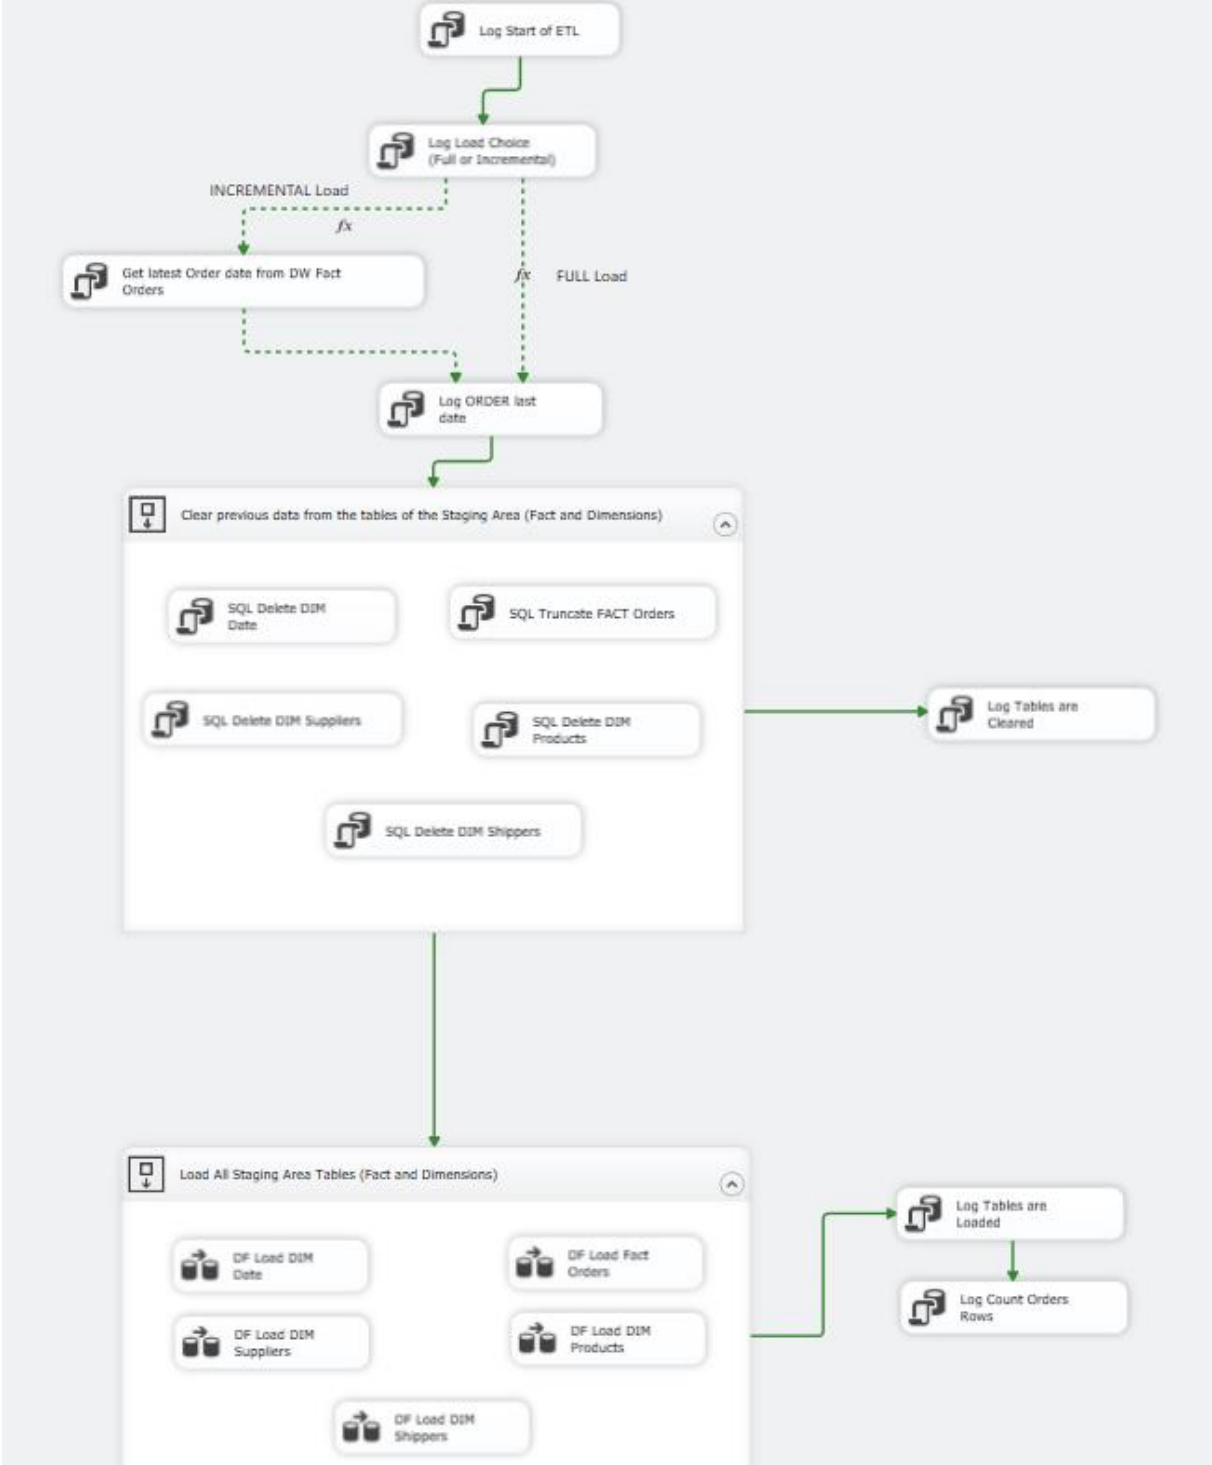 Log Start of ETL
Log Load Choice
(Full or Incremental)
INCREMENTAL Load
fx
Get latest Order date from DW Fact
Orders
fx
FULL Load
Log ORDER last
date
Clear previous data from the tables of the Staging Area (Fact and Dimensions)
SQL Delete DIM
Date
SQL Truncate FACT Orders
SQL Delete DIM Suppliers
SQL Delete DIM
Products
SQL Delete DIM Shippers
Log Tables are
Cleared
Load All Staging Area Tables (Fact and Dimensions)
DF Load DIM
Date
DF Load Fact
Orders
DF Load DIM
Suppliers
DF Load DIM
Products
DF Load DIM
Shippers
Log Tables are
Loaded
Log Count Orders
Rows